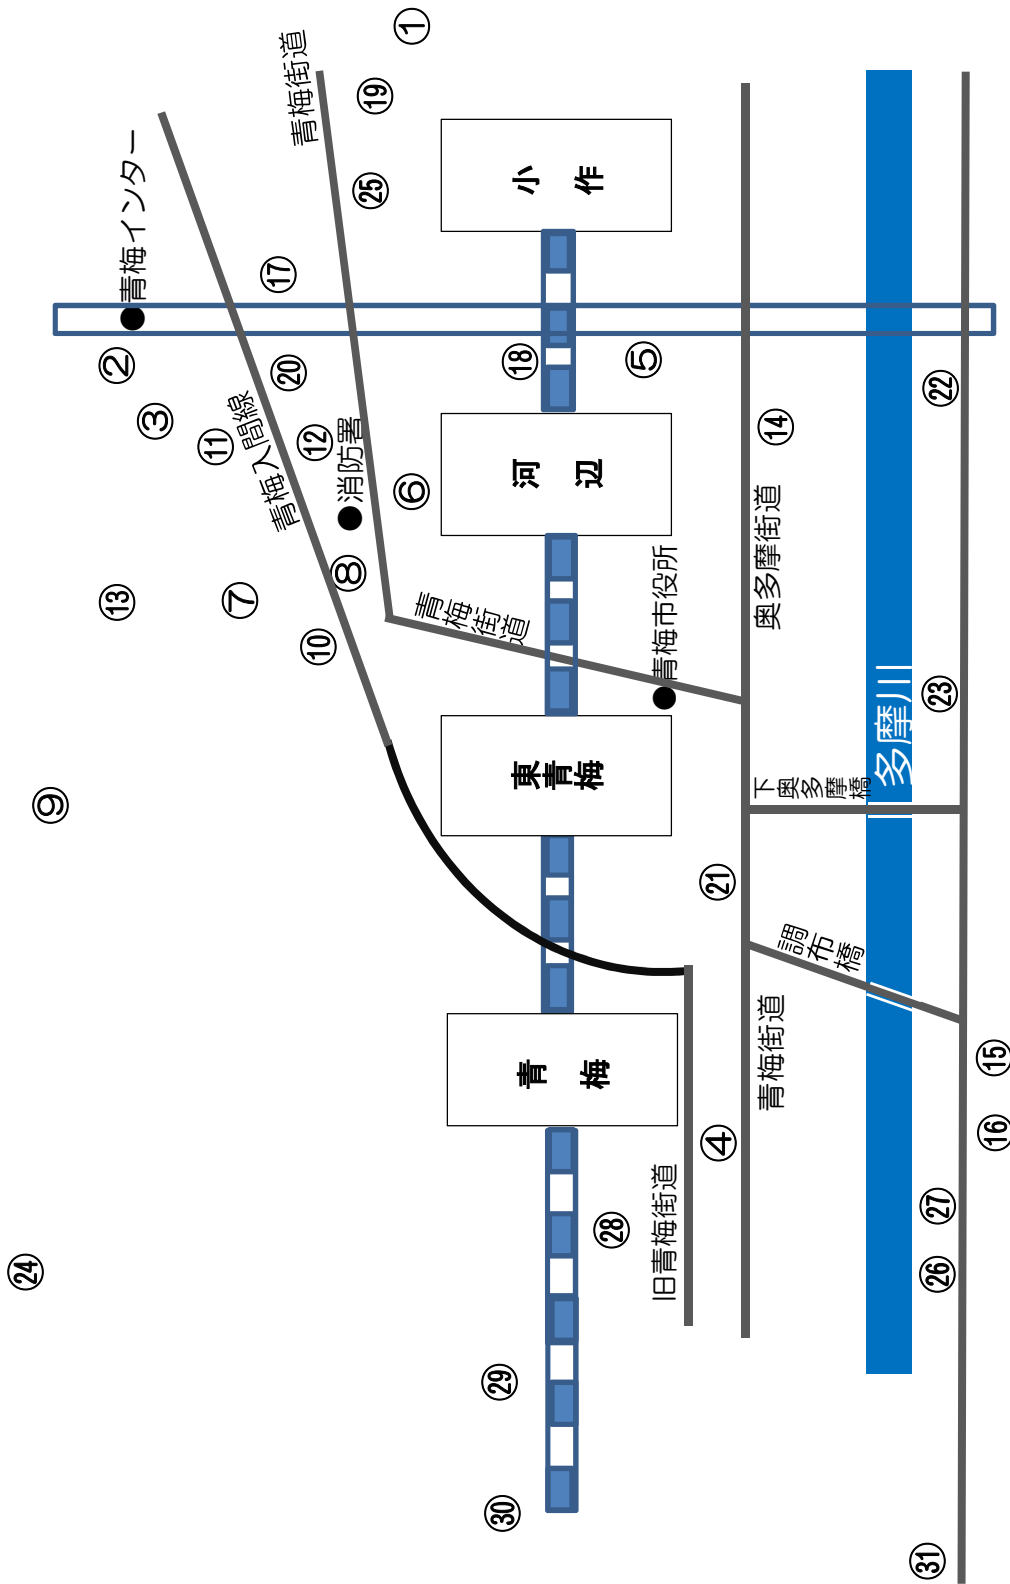 ①
⑲
青梅街道
㉕
小作
青梅インター
⑰
②
③
⑳
⑱
⑤
㉒
⑪
青梅入間線
⑫
消防署
⑥
河辺
⑭
奥多摩街道
⑬
⑦
⑧
⑩
青梅街道
青梅市役所
㉓
多摩川
⑨
東青梅
下奥多摩橋
㉑
調布橋
青梅
青梅街道
⑮
④
⑯
旧青梅街道
㉘
㉗
㉖
㉔
㉙
㉚
㉛